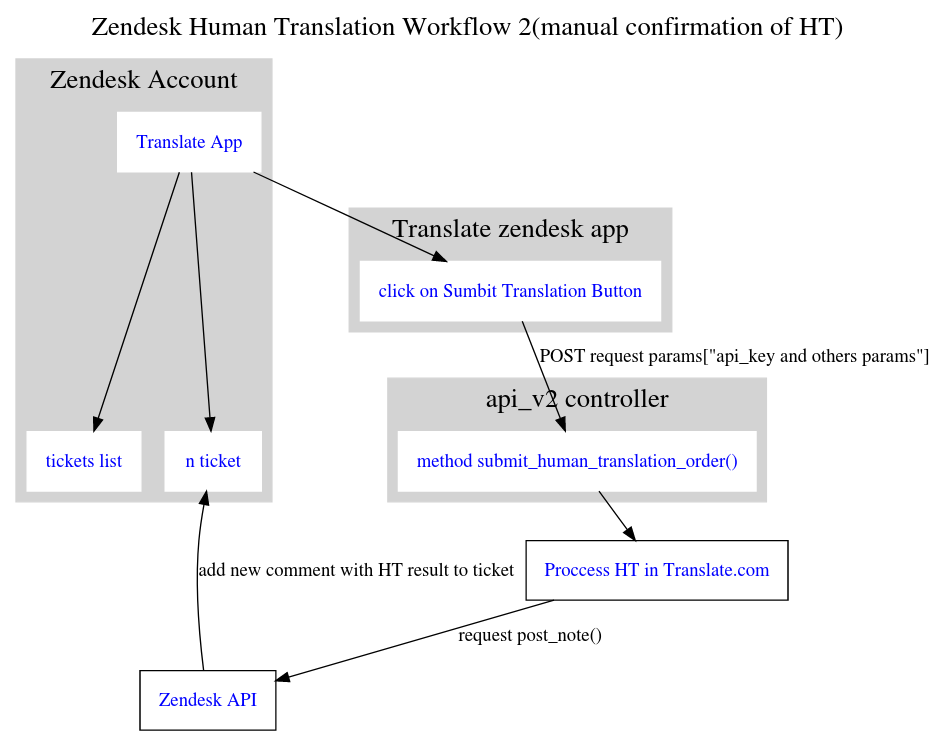 Zendesk Human Translation Workflow 2(manual confirmation of HT)
Zendesk Account
Translate App
Translate zendesk app
click on Sumbit Translation Button
POST request params["api_key and others params"]
api_v2 controller
tickets list
n ticket
method submit_human_translation_order()
add new comment with HT result to ticket
Proccess HT in Translate.com
request post_note()
Zendesk API